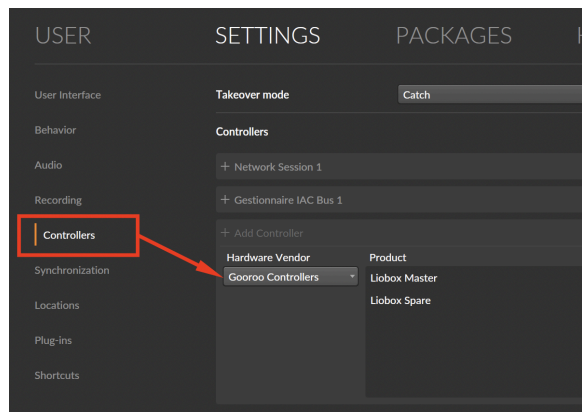 USER SETTINGS PACKAGES
User Interface Takeover mode Catch
Behavior Controllers
Audio + Network Session 1
Recording + Gestionnaire IAC Bus 1
Controllers + Add Controller
Hardware Vendor Product
Synchronization Gooroo Controllers Liobox Master
Locations Liobox Spare
Plug-ins
Shortcuts